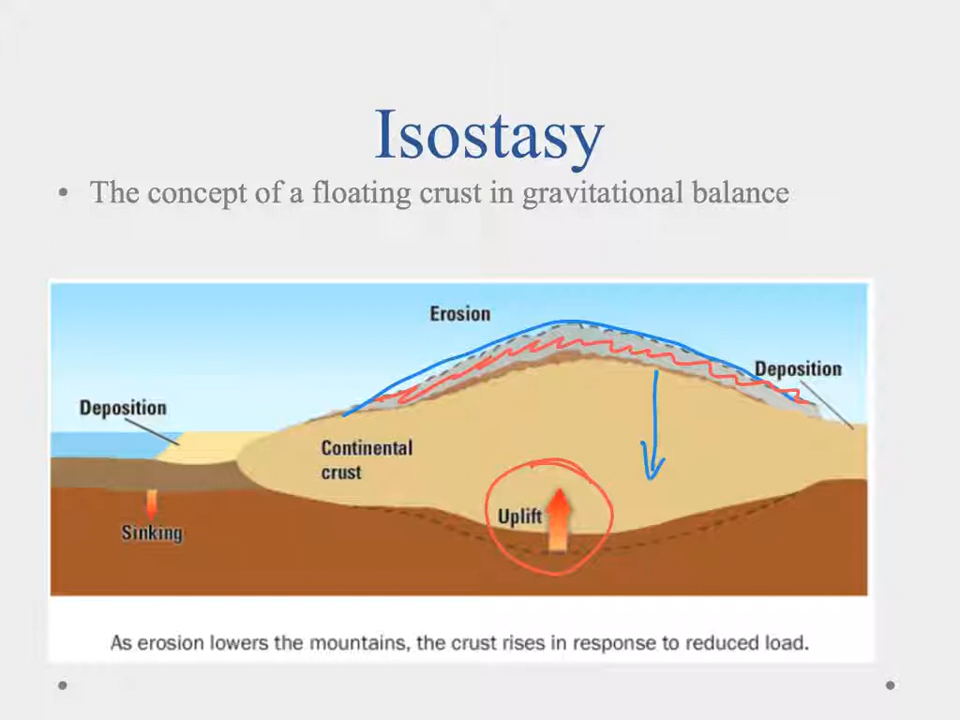 Isostasy
• The concept of a floating crust in gravitational balance
Erosion
Deposition
Deposition
Continental
crust
Uplift
Sinking
As erosion lowers the mountains, the crust rises in response to reduced load.